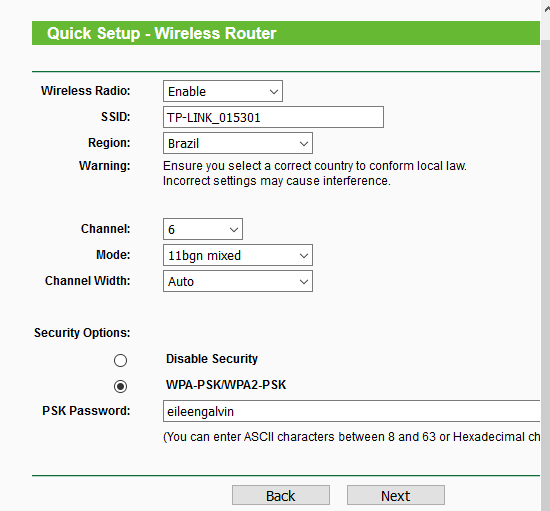 Quick Setup - Wireless Router
Wireless Radio: Enable
SSID: TP-LINK_015301
Region: Brazil
Warning: Ensure you select a correct country to conform local law.
Incorrect settings may cause interference.
Channel: 6
Mode: 11bgn mixed
Channel Width: Auto
Security Options:
Disable Security
WPA-PSK/WPA2-PSK
PSK Password: eileengalvin
(You can enter ASCII characters between 8 and 63 or Hexadecimal ch
Back Next